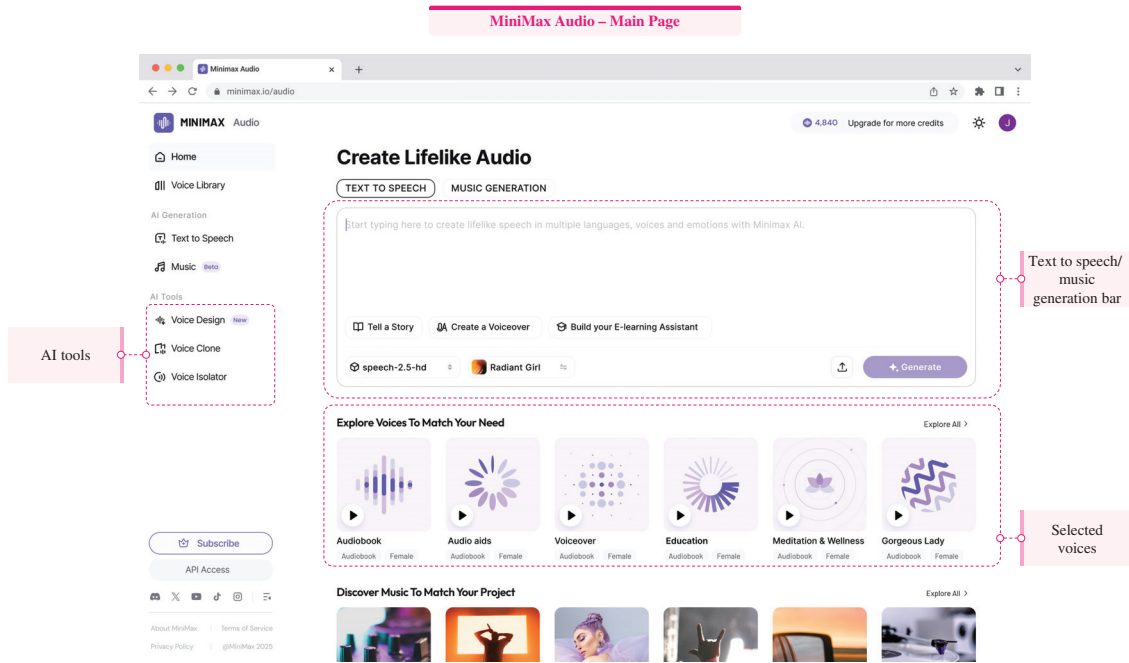 MiniMax Audio – Main Page
Minimax Audio
minimax.io/audio
MINIMAX Audio
4,840 Upgrade for more credits
J
Home
Voice Library
AI Generation
Text to Speech
Music Beta
AI Tools
Voice Design New
Voice Clone
Voice Isolator
AI tools
Subscribe
API Access
About MiniMax | Terms of Service
Privacy Policy | @MiniMax 2025
Create Lifelike Audio
TEXT TO SPEECH MUSIC GENERATION
Start typing here to create lifelike speech in multiple languages, voices and emotions with Minimax AI.
Tell a Story Create a Voiceover Build your E-learning Assistant
speech-2.5-hd Radiant Girl Generate
Text to speech/
music
generation bar
Explore Voices To Match Your Need Explore All >
Audiobook Audio aids Voiceover Education Meditation & Wellness Gorgeous Lady
Audiobook Female Audiobook Female Audiobook Female Audiobook Female Audiobook Female Audiobook Female
Selected
voices
Discover Music To Match Your Project Explore All >